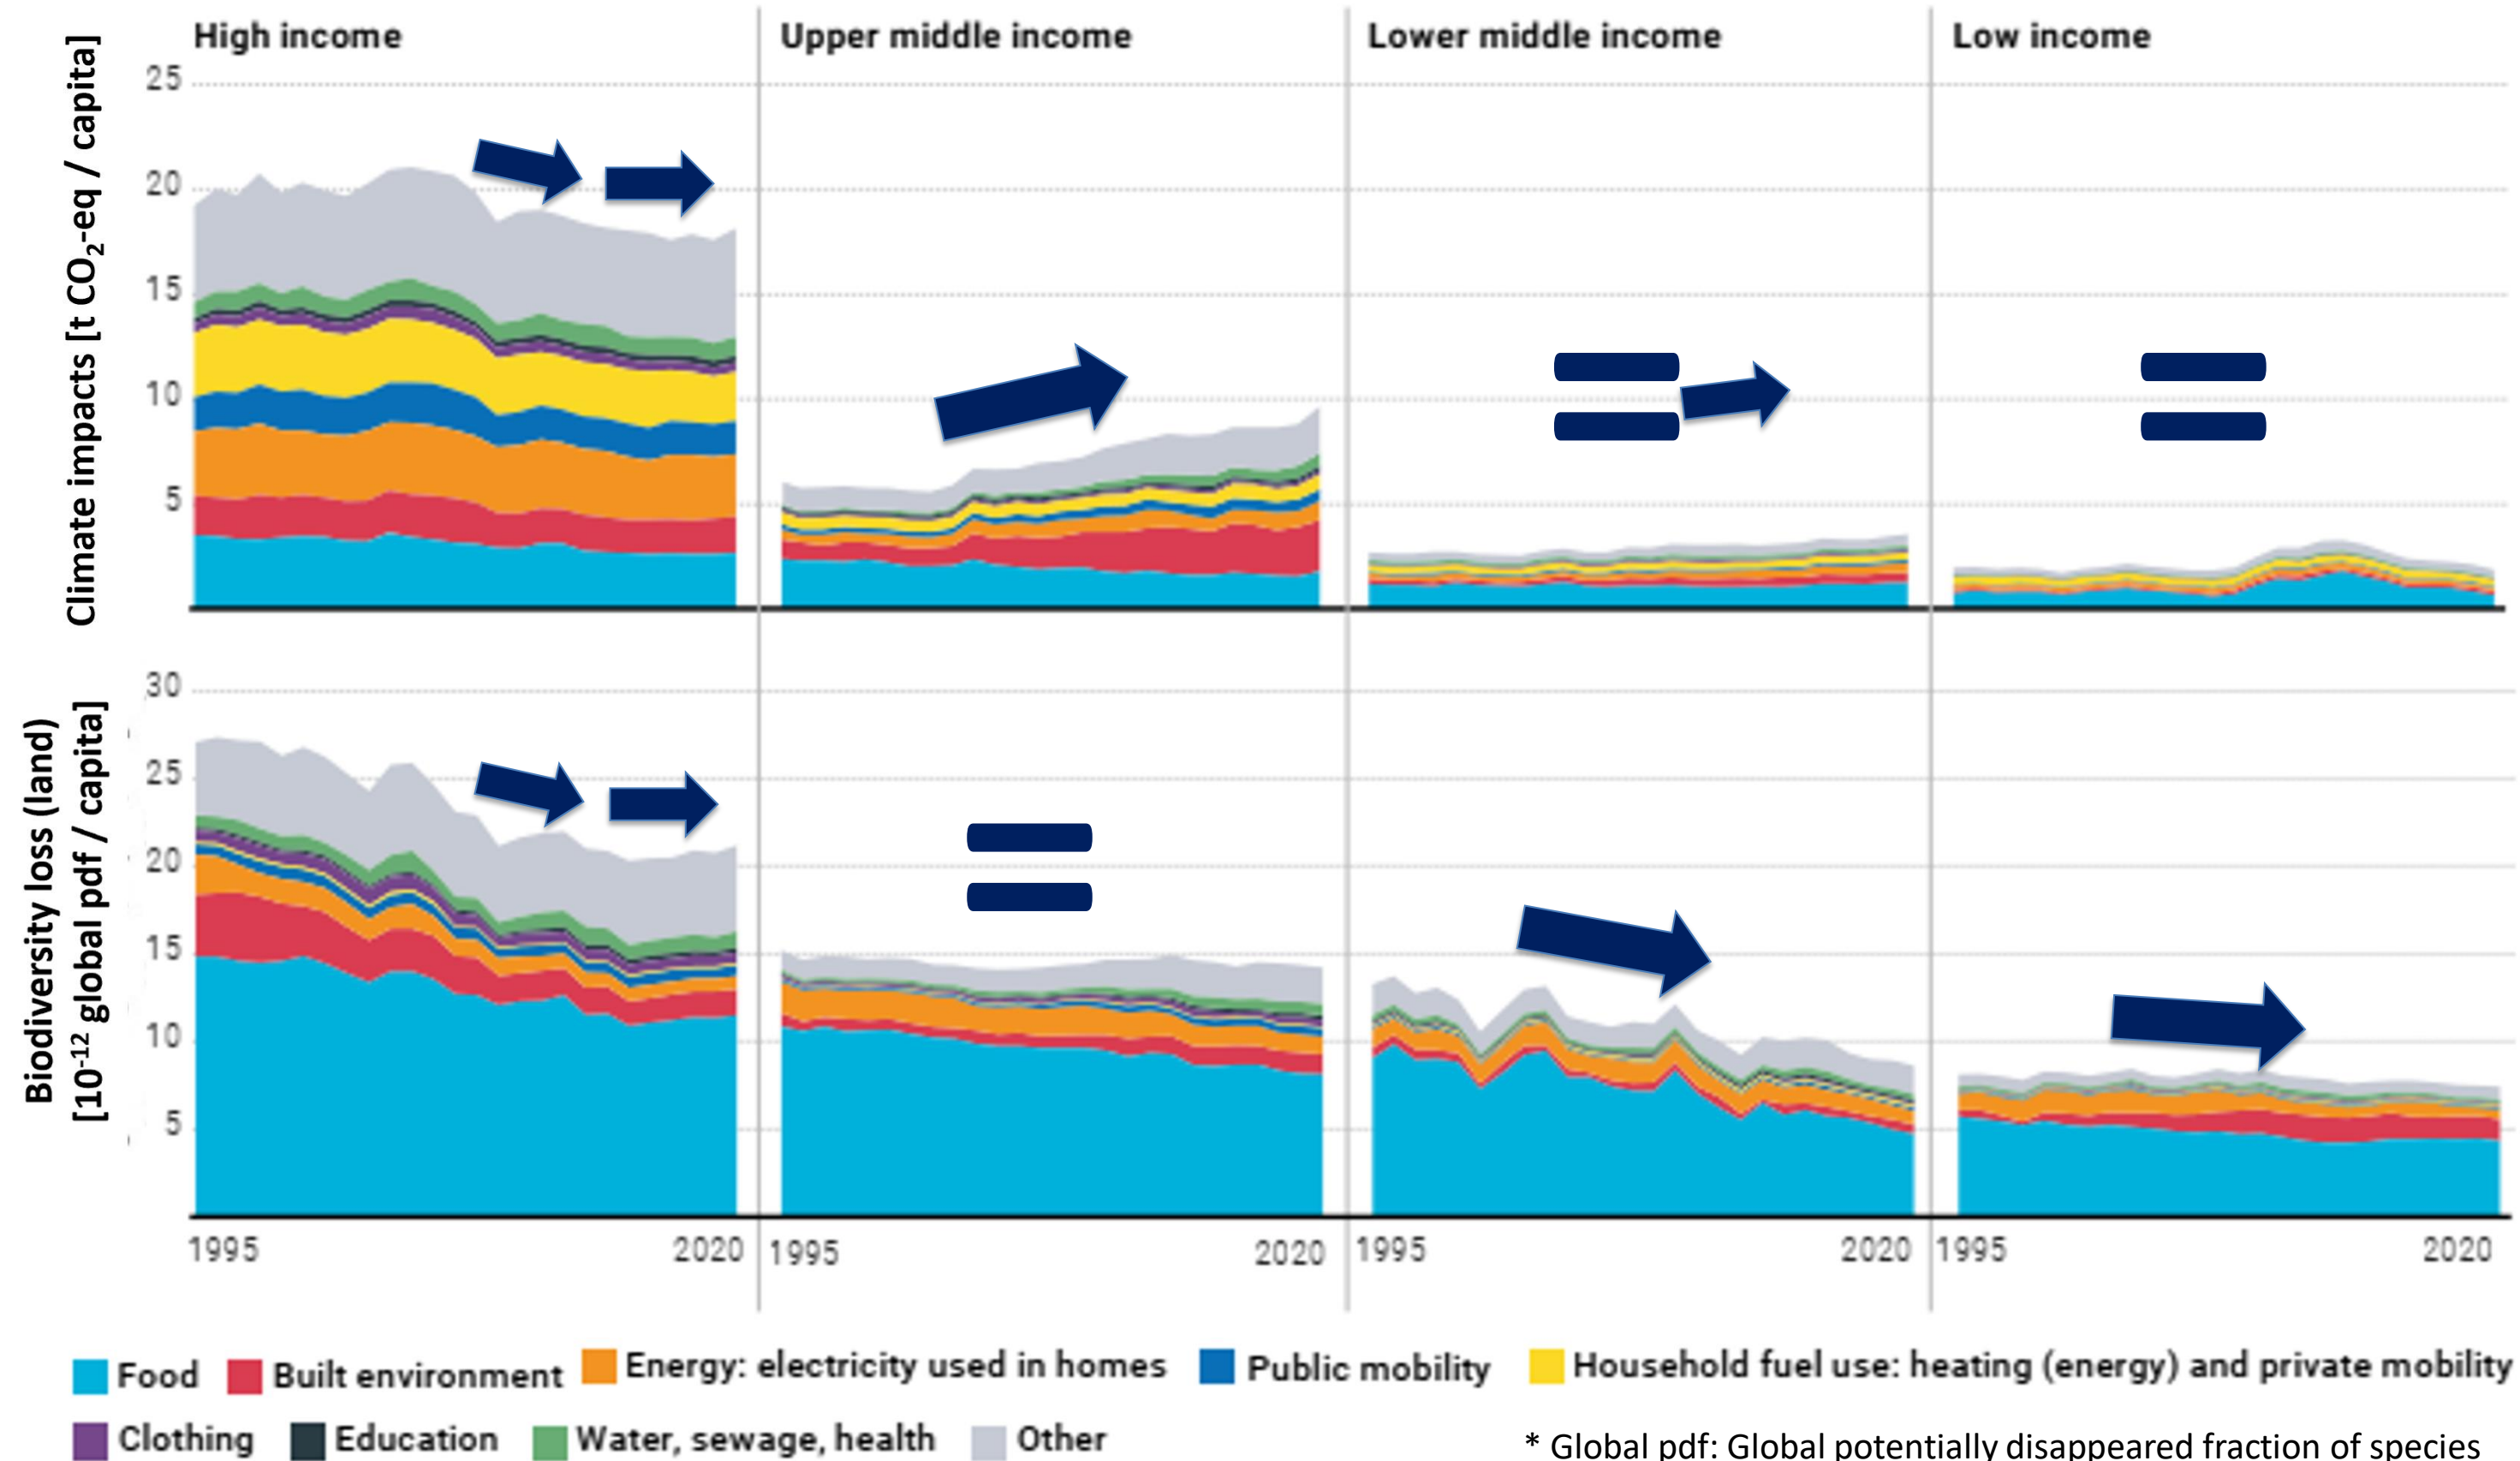 High income
Upper middle income
Lower middle income
Low income
Climate impacts [t CO₂-eq / capita]
25
20
15
10
5
Biodiversity loss (land)
[10⁻¹² global pdf / capita]
30
25
20
15
10
5
1995
2020
1995
2020
1995
2020
1995
2020
Food
Built environment
Energy: electricity used in homes
Public mobility
Household fuel use: heating (energy) and private mobility
Clothing
Education
Water, sewage, health
Other
* Global pdf: Global potentially disappeared fraction of species